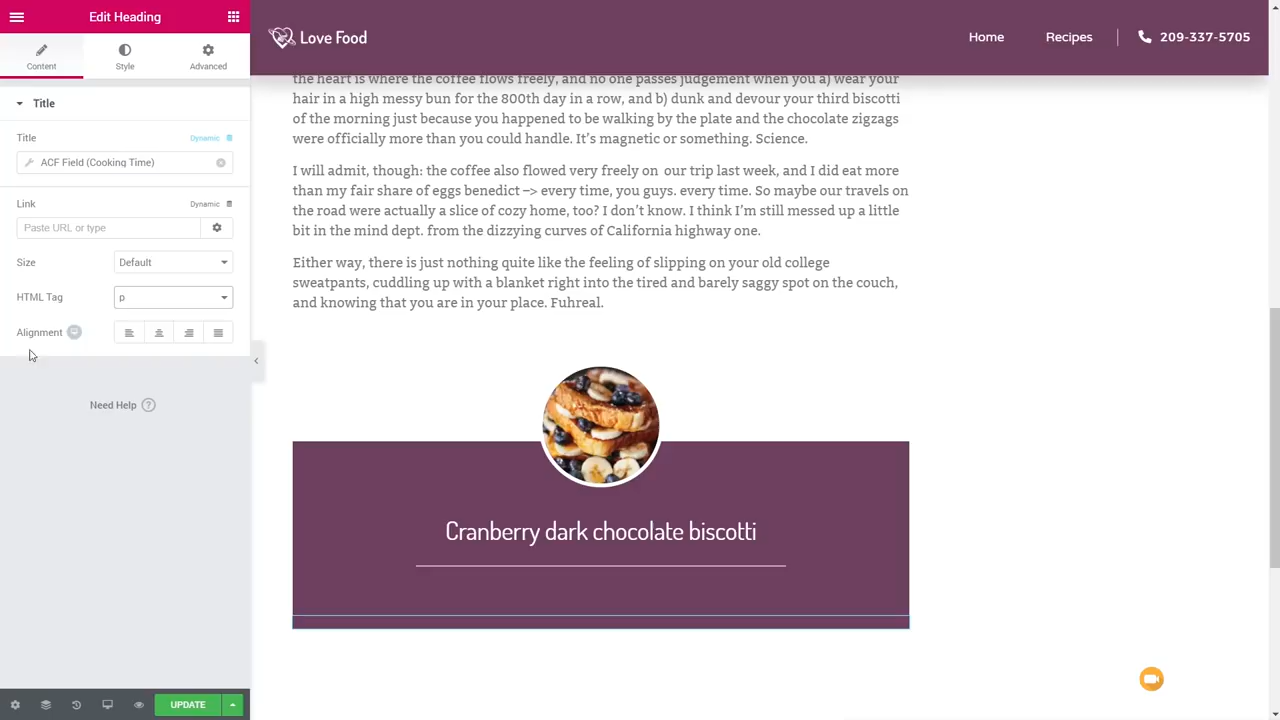 Edit Heading
Content
Style
Advanced
Title
Title
Dynamic
ACF Field (Cooking Time)
Link
Dynamic
Paste URL or type
Size
Default
HTML Tag
p
Alignment
Need Help
?
UPDATE
Love Food
Home
Recipes
209-337-5705
the heart is where the coffee flows freely, and no one passes judgement when you a) wear your
hair in a high messy bun for the 800th day in a row, and b) dunk and devour your third biscotti
of the morning just because you happened to be walking by the plate and the chocolate zigzags
were officially more than you could handle. It's magnetic or something. Science.
I will admit, though: the coffee also flowed very freely on our trip last week, and I did eat more
than my fair share of eggs benedict –> every time, you guys. every time. So maybe our travels on
the road were actually a slice of cozy home, too? I don't know. I think I'm still messed up a little
bit in the mind dept. from the dizzying curves of California highway one.
Either way, there is just nothing quite like the feeling of slipping on your old college
sweatpants, cuddling up with a blanket right into the tired and barely saggy spot on the couch,
and knowing that you are in your place. Fuhreal.
Cranberry dark chocolate biscotti